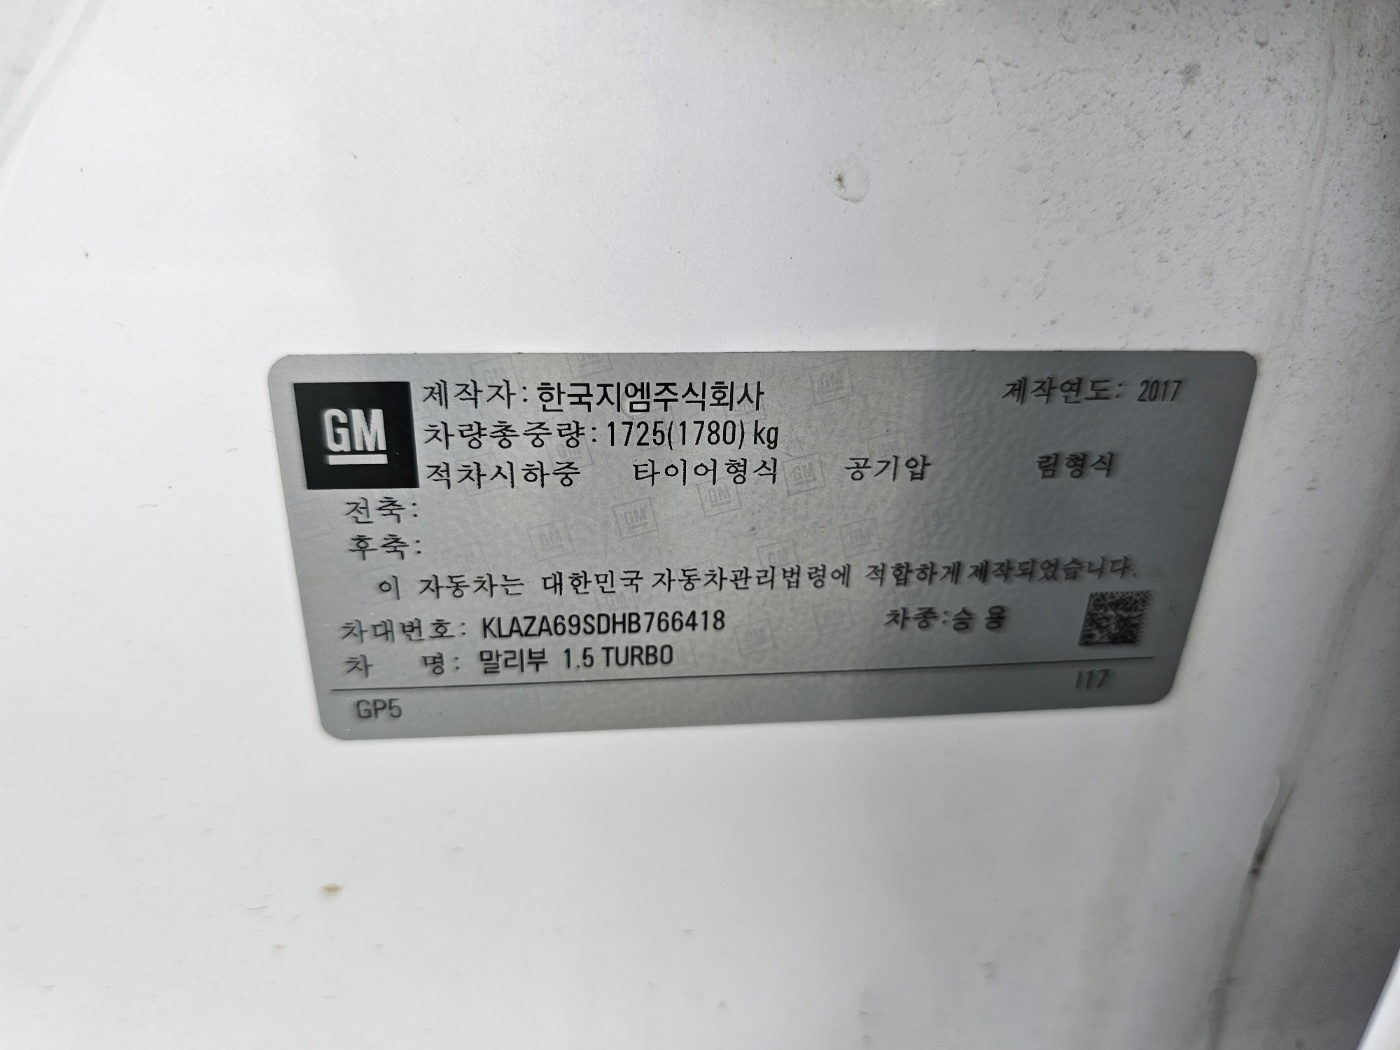 GM
제작자: 한국지엠주식회사 제작연도: 2017
차량총중량: 1725(1780) kg
적차시하중 타이어형식 공기압 림형식
전축:
후축:
이 자동차는 대한민국 자동차관리법령에 적합하게 제작되었습니다.
차대번호: KLAZA69SDHB766418 차종:승용
차 명: 말리부 1.5 TURBO
GP5 I17